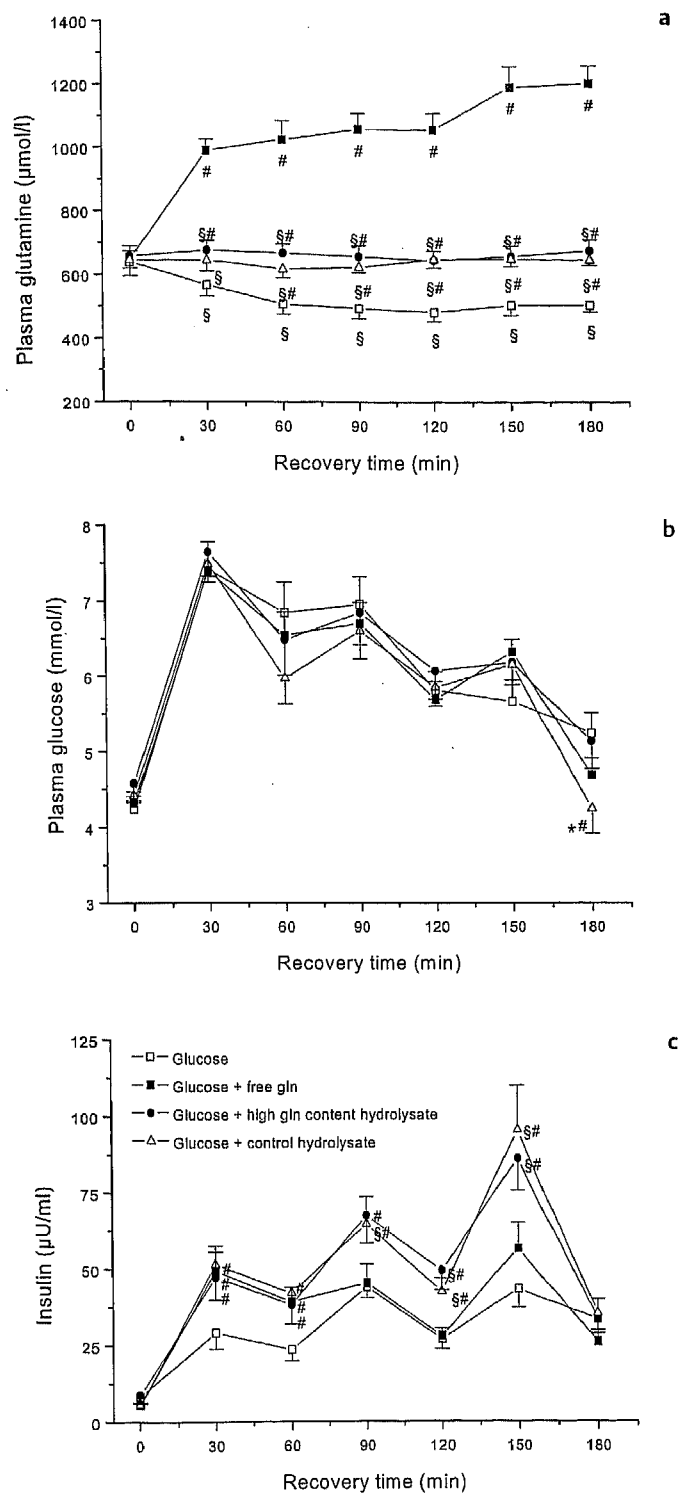 a
1400
1200
1000
800
600
400
200
Plasma glutamine (μmol/l)
# # # # # #
§# §# §# §# §# §#
§ §# §# §# §# §#
§ § § § § §
0 30 60 90 120 150 180
Recovery time (min)
b
8
7
6
5
4
3
Plasma glucose (mmol/l)
*#
0 30 60 90 120 150 180
Recovery time (min)
c
125
100
75
50
25
0
Insulin (μU/ml)
Glucose
Glucose + free gln
Glucose + high gln content hydrolysate
Glucose + control hydrolysate
§#
§#
#
§#
§#
§#
#
#
#
#
#
#
0 30 60 90 120 150 180
Recovery time (min)